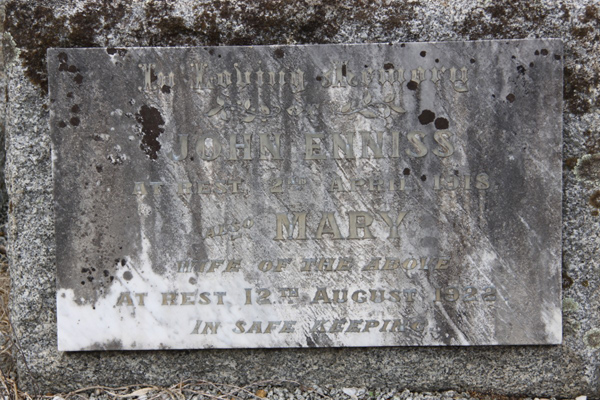 In Loving Memory
JOHN ENNISS
AT REST, 2ND APRIL, 1918
ALSO MARY
WIFE OF THE ABOVE
AT REST, 12TH AUGUST
IN SAFE KEEPING